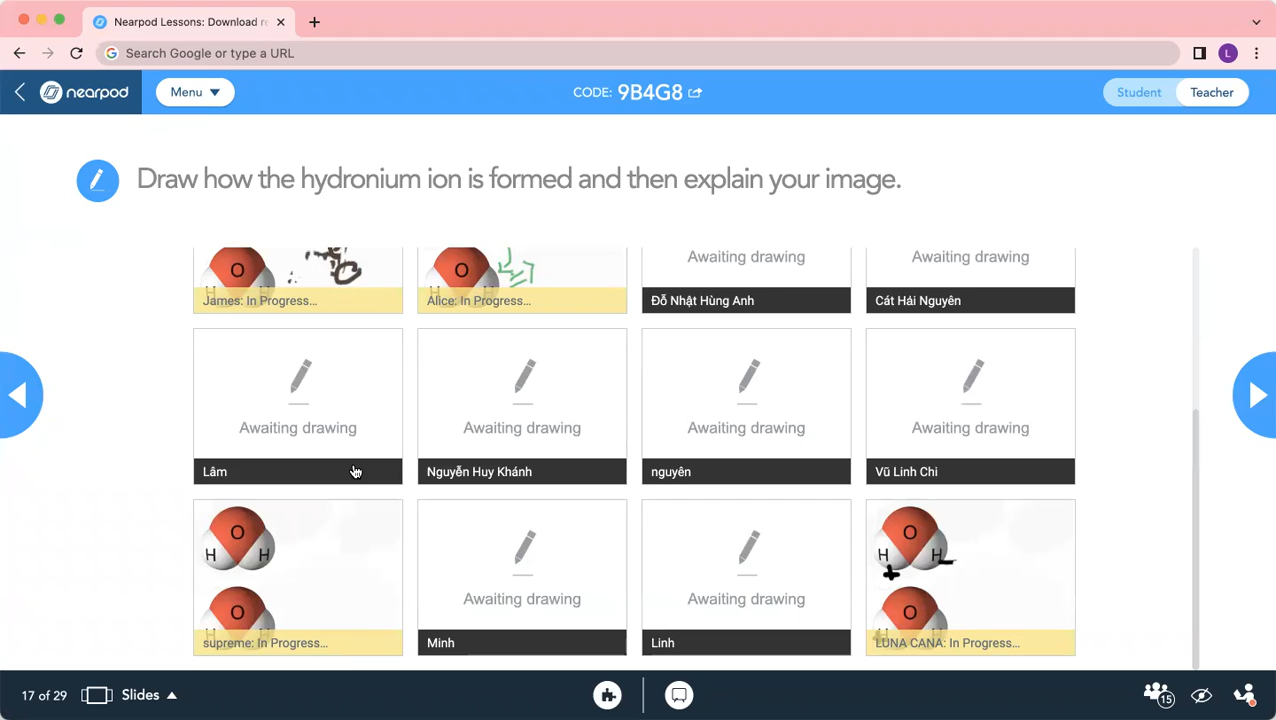 Nearpod Lessons: Download re
Search Google or type a URL
L
nearpod
Menu
CODE: 9B4G8
Student
Teacher
Draw how the hydronium ion is formed and then explain your image.
O
H H
James: In Progress...
O
H H
Alice: In Progress...
Awaiting drawing
Đỗ Nhật Hùng Anh
Awaiting drawing
Cát Hải Nguyên
Awaiting drawing
Lâm
Awaiting drawing
Nguyễn Huy Khánh
Awaiting drawing
nguyên
Awaiting drawing
Vũ Linh Chi
O
H H
O
H H
supreme: In Progress...
Awaiting drawing
Minh
Awaiting drawing
Linh
O
H H
+ -
O
H H
LUNA CANA: In Progress...
17 of 29
Slides
15